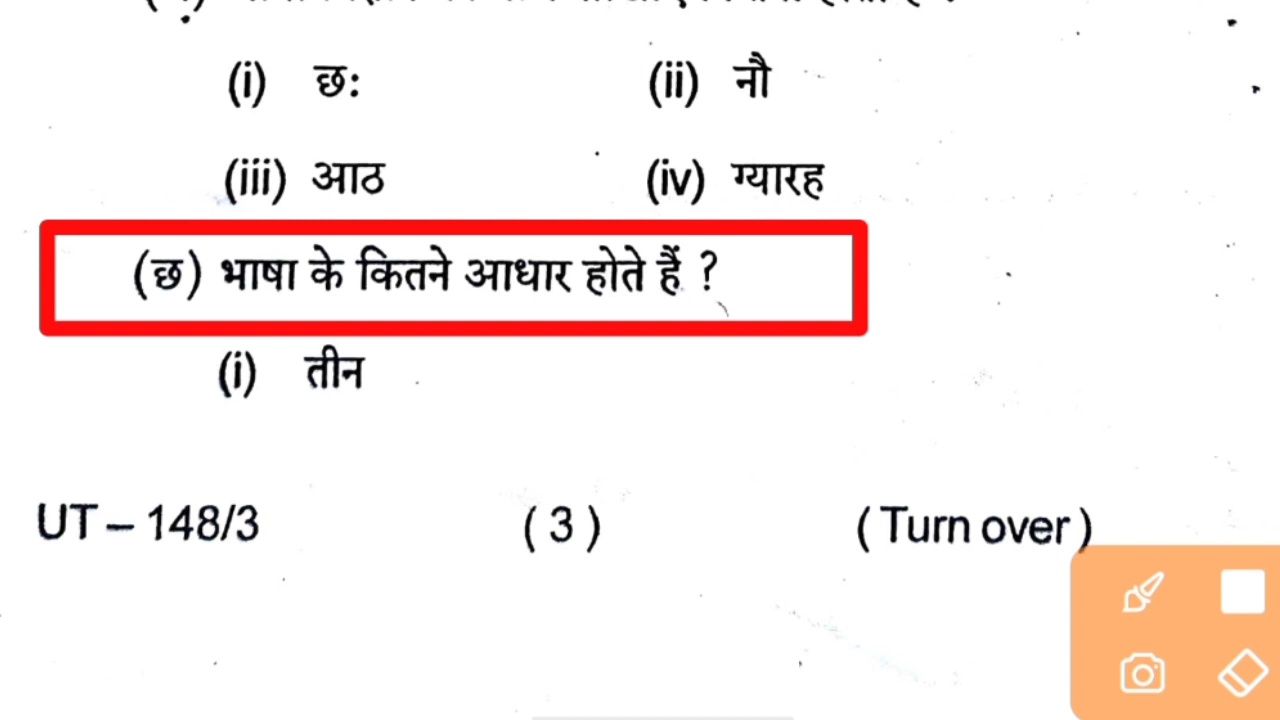 (i) छः (ii) नौ
(iii) आठ (iv) ग्यारह
(छ) भाषा के कितने आधार होते हैं ?
(i) तीन
UT – 148/3 (3) (Turn over)